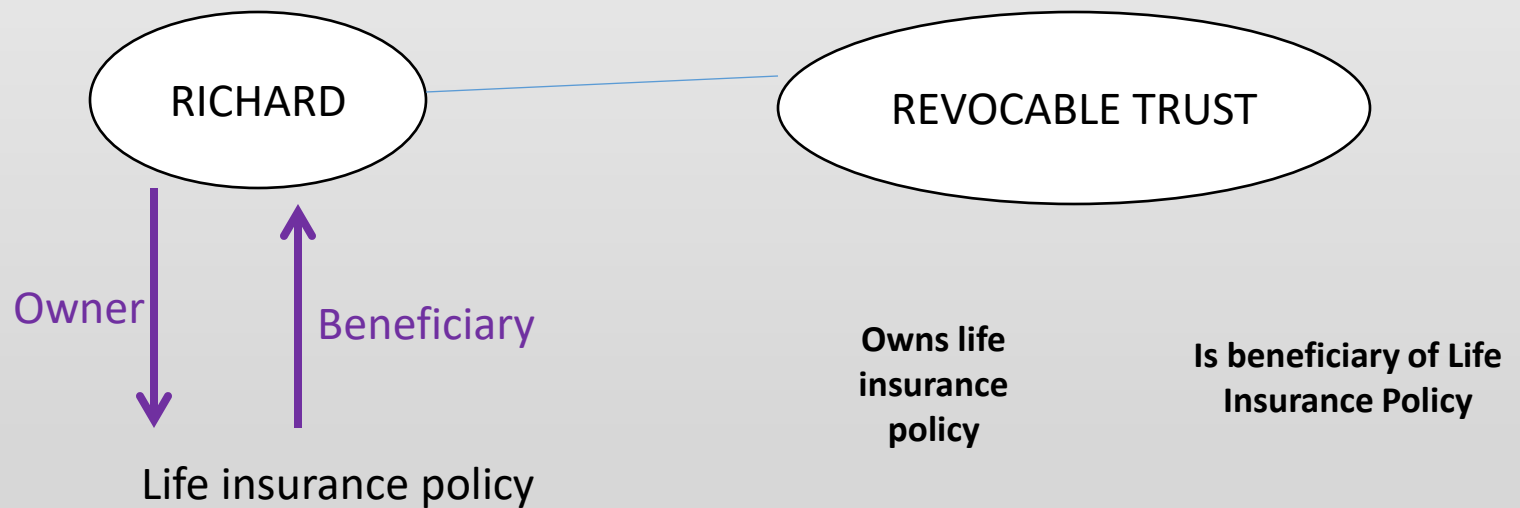 RICHARD
REVOCABLE TRUST
Owner
Beneficiary
Owns life
insurance
policy
Is beneficiary of Life
Insurance Policy
Life insurance policy